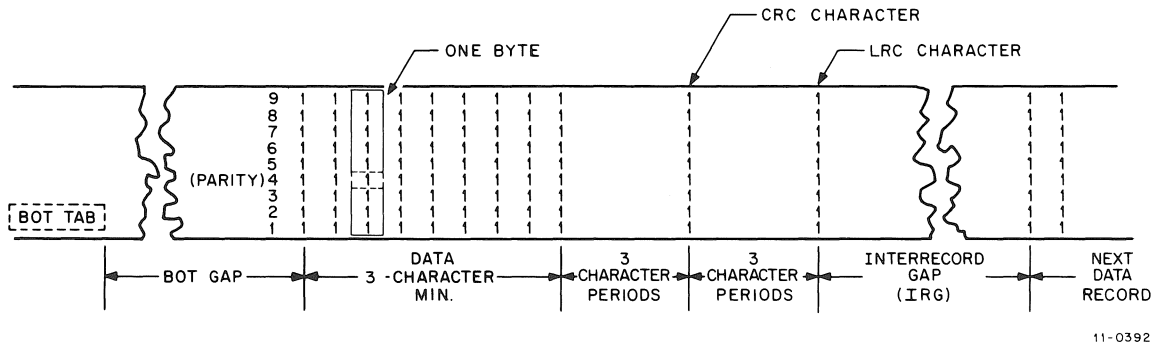 CRC CHARACTER
ONE BYTE
LRC CHARACTER
9
8
7
6
5
(PARITY) 4
3
2
1
BOT TAB
BOT GAP
DATA
3 - CHARACTER
MIN.
3
CHARACTER
PERIODS
3
CHARACTER
PERIODS
INTERRECORD
GAP
(IRG)
NEXT
DATA
RECORD
11-0392